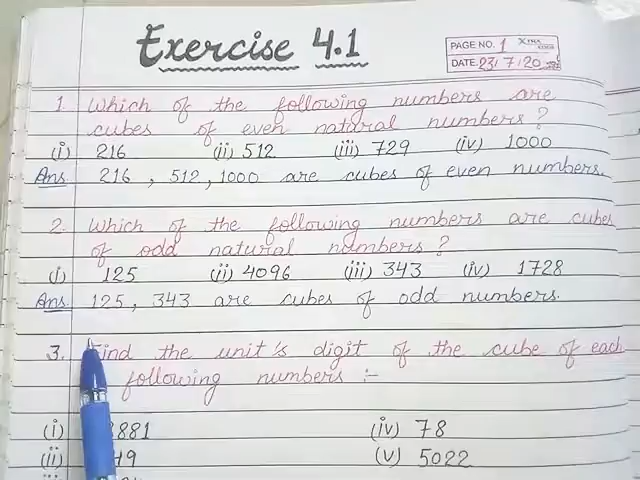 Exercise 4.1
PAGE NO. 1
DATE: 23/7/20
1. Which of the following numbers are
cubes of even natural numbers?
(i) 216 (ii) 512 (iii) 729 (iv) 1000
Ans. 216, 512, 1000 are cubes of even numbers.
2. Which of the following numbers are cubes
of odd natural numbers?
(i) 125 (ii) 4096 (iii) 343 (iv) 1728
Ans. 125, 343 are cubes of odd numbers.
3. Find the unit's digit of the cube of each
following numbers :-
(i) 881 (iv) 78
(ii) 49 (v) 5022